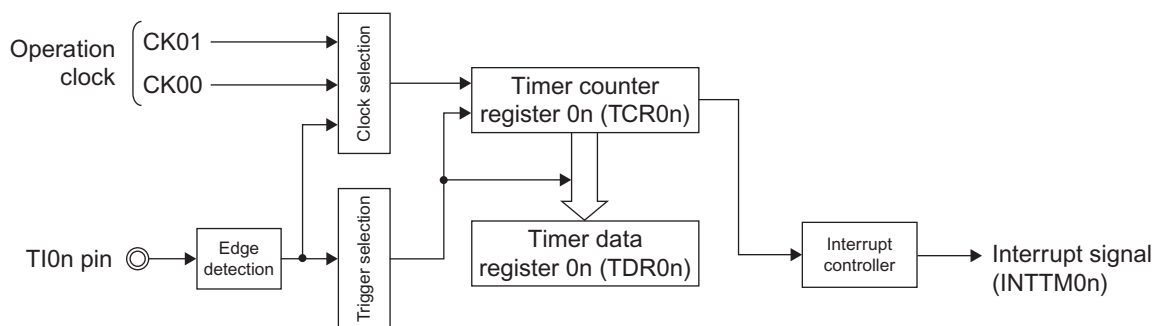 Operation
clock
CK01
CK00
Clock selection
Timer counter
register 0n (TCR0n)
TI0n pin
Edge
detection
Trigger selection
Timer data
register 0n (TDR0n)
Interrupt
controller
Interrupt signal
(INTTM0n)